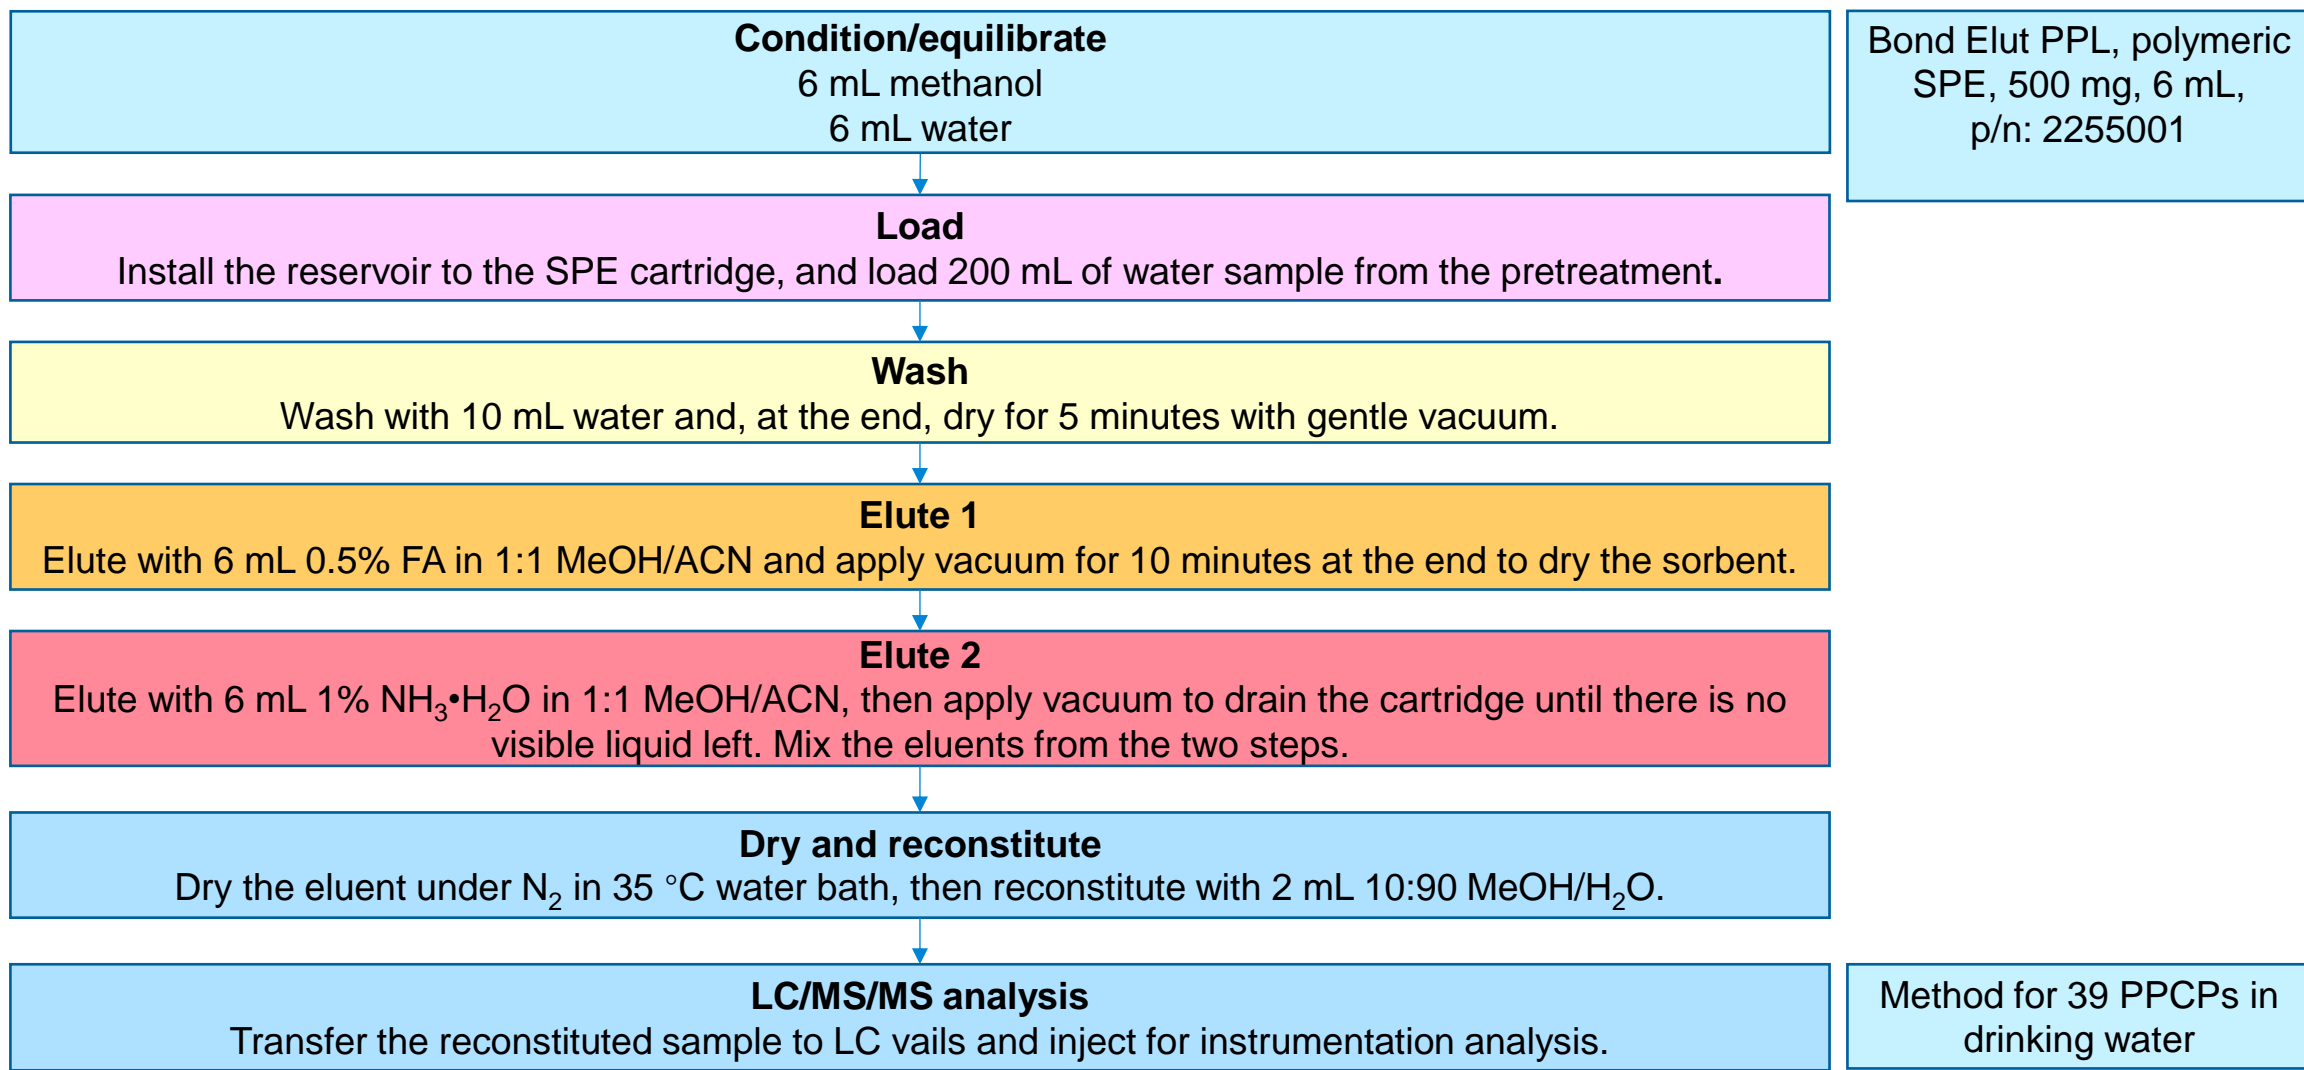 Condition/equilibrate
6 mL methanol
6 mL water
Bond Elut PPL, polymeric
SPE, 500 mg, 6 mL,
p/n: 2255001
Load
Install the reservoir to the SPE cartridge, and load 200 mL of water sample from the pretreatment.
Wash
Wash with 10 mL water and, at the end, dry for 5 minutes with gentle vacuum.
Elute 1
Elute with 6 mL 0.5% FA in 1:1 MeOH/ACN and apply vacuum for 10 minutes at the end to dry the sorbent.
Elute 2
Elute with 6 mL 1% NH₃•H₂O in 1:1 MeOH/ACN, then apply vacuum to drain the cartridge until there is no
visible liquid left. Mix the eluents from the two steps.
Dry and reconstitute
Dry the eluent under N₂ in 35 °C water bath, then reconstitute with 2 mL 10:90 MeOH/H₂O.
LC/MS/MS analysis
Transfer the reconstituted sample to LC vails and inject for instrumentation analysis.
Method for 39 PPCPs in
drinking water